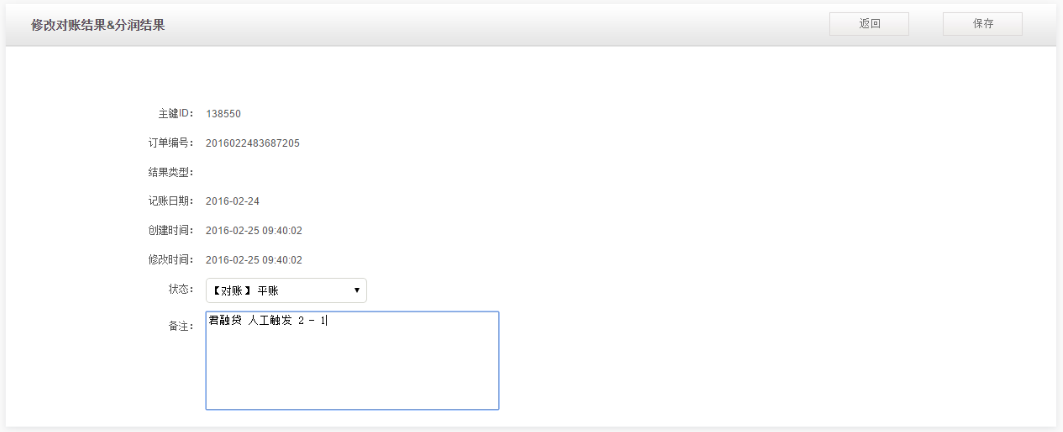 修改对账结果&分润结果
返回
保存
主键ID： 138550
订单编号： 2016022483687205
结果类型：
记账日期： 2016-02-24
创建时间： 2016-02-25 09:40:02
修改时间： 2016-02-25 09:40:02
状态： 【对账】平账
备注： 君融贷 人工触发 2 - 1